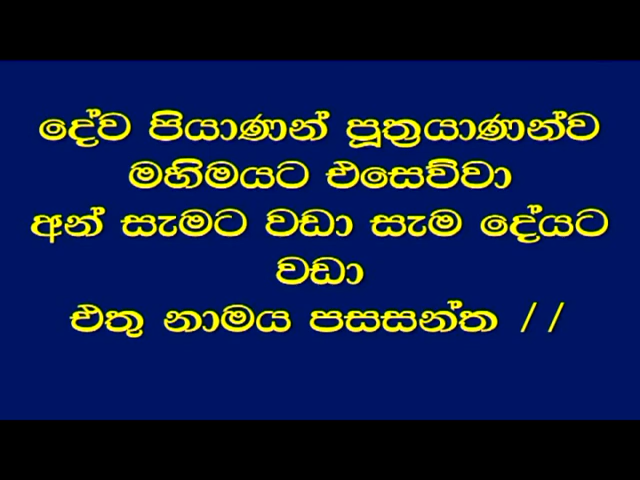 දේව පියාණන් පූත්‍රයාණන්ව
මහිමයට එසෙව්වා
අන් සැමට වඩා සැම දේයට
වඩා
එතු නාමය පසසන්ත //